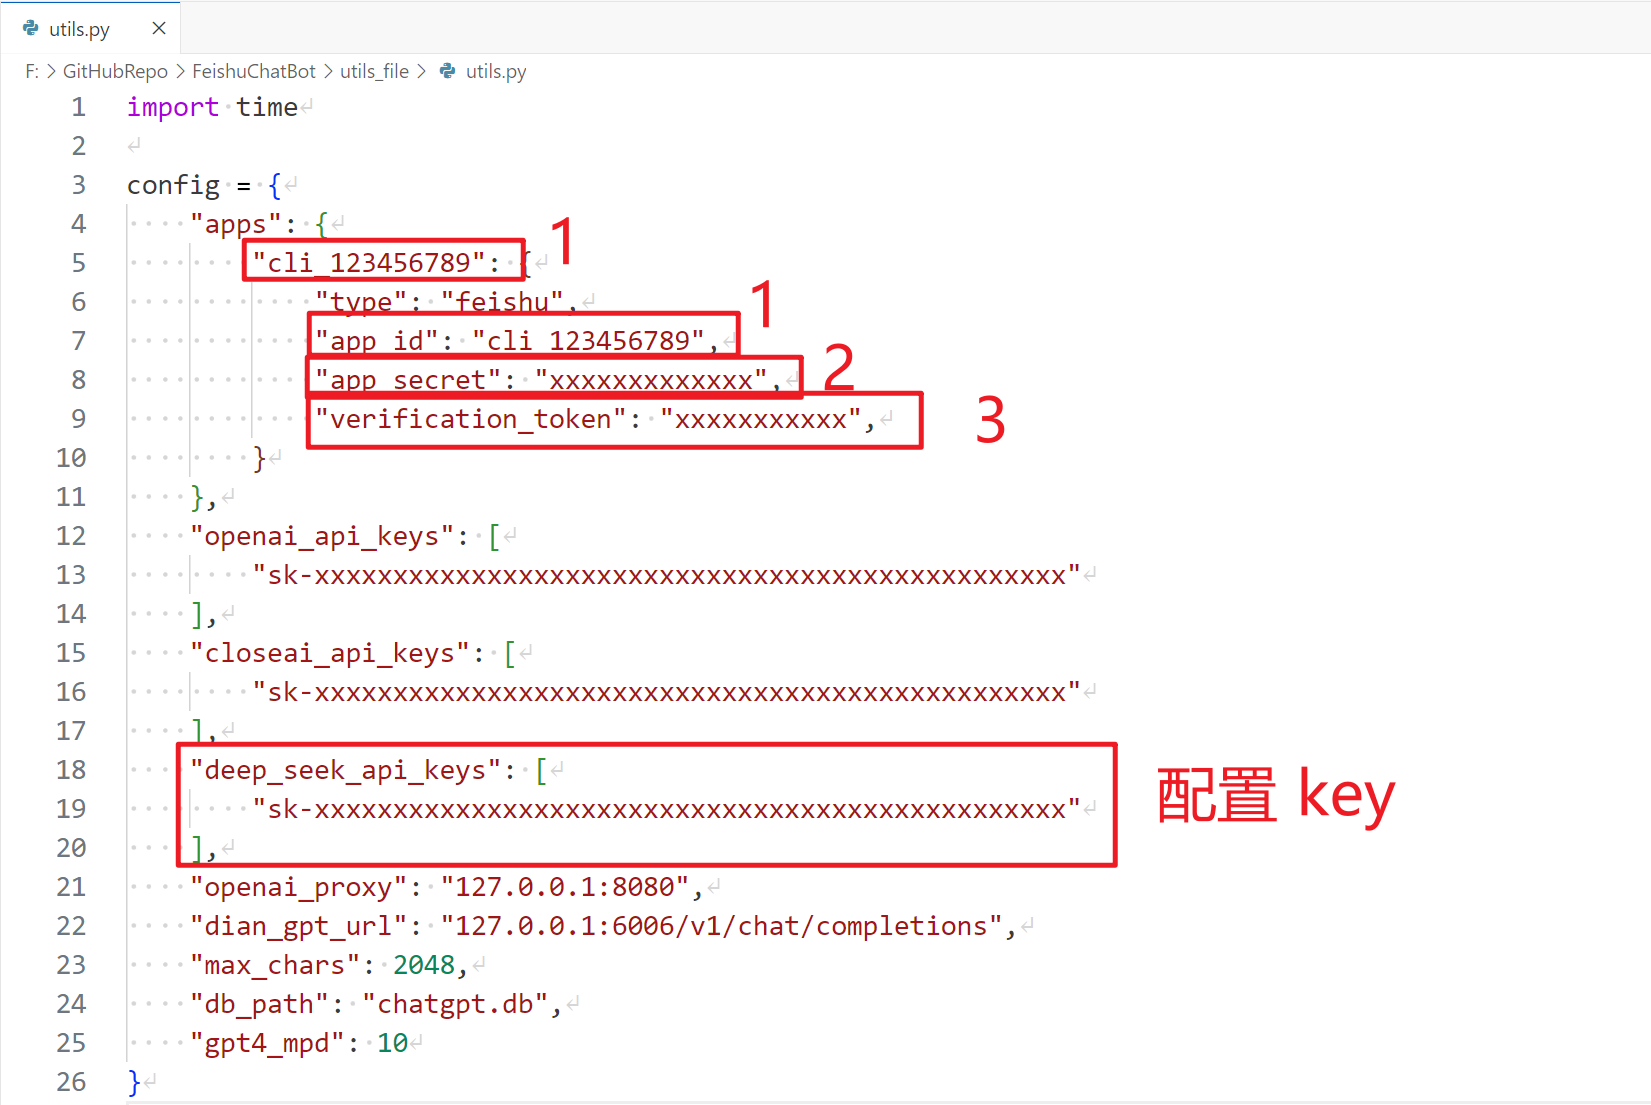 utils.py
F: > GitHubRepo > FeishuChatBot > utils_file > utils.py
1 import time
2
3 config = {
4 "apps": {
5 "cli_123456789": { 1
6 "type": "feishu",
7 "app_id": "cli_123456789", 1
8 "app_secret": "xxxxxxxxxxxxx", 2
9 "verification_token": "xxxxxxxxxxx", 3
10 }
11 },
12 "openai_api_keys": [
13 "sk-xxxxxxxxxxxxxxxxxxxxxxxxxxxxxxxxxxxxxxxxxxxxxxxx"
14 ],
15 "closeai_api_keys": [
16 "sk-xxxxxxxxxxxxxxxxxxxxxxxxxxxxxxxxxxxxxxxxxxxxxxxx"
17 ],
18 "deep_seek_api_keys": [
19 "sk-xxxxxxxxxxxxxxxxxxxxxxxxxxxxxxxxxxxxxxxxxxxxxxxx"
配置 key
20 ],
21 "openai_proxy": "127.0.0.1:8080",
22 "dian_gpt_url": "127.0.0.1:6006/v1/chat/completions",
23 "max_chars": 2048,
24 "db_path": "chatgpt.db",
25 "gpt4_mpd": 10
26 }